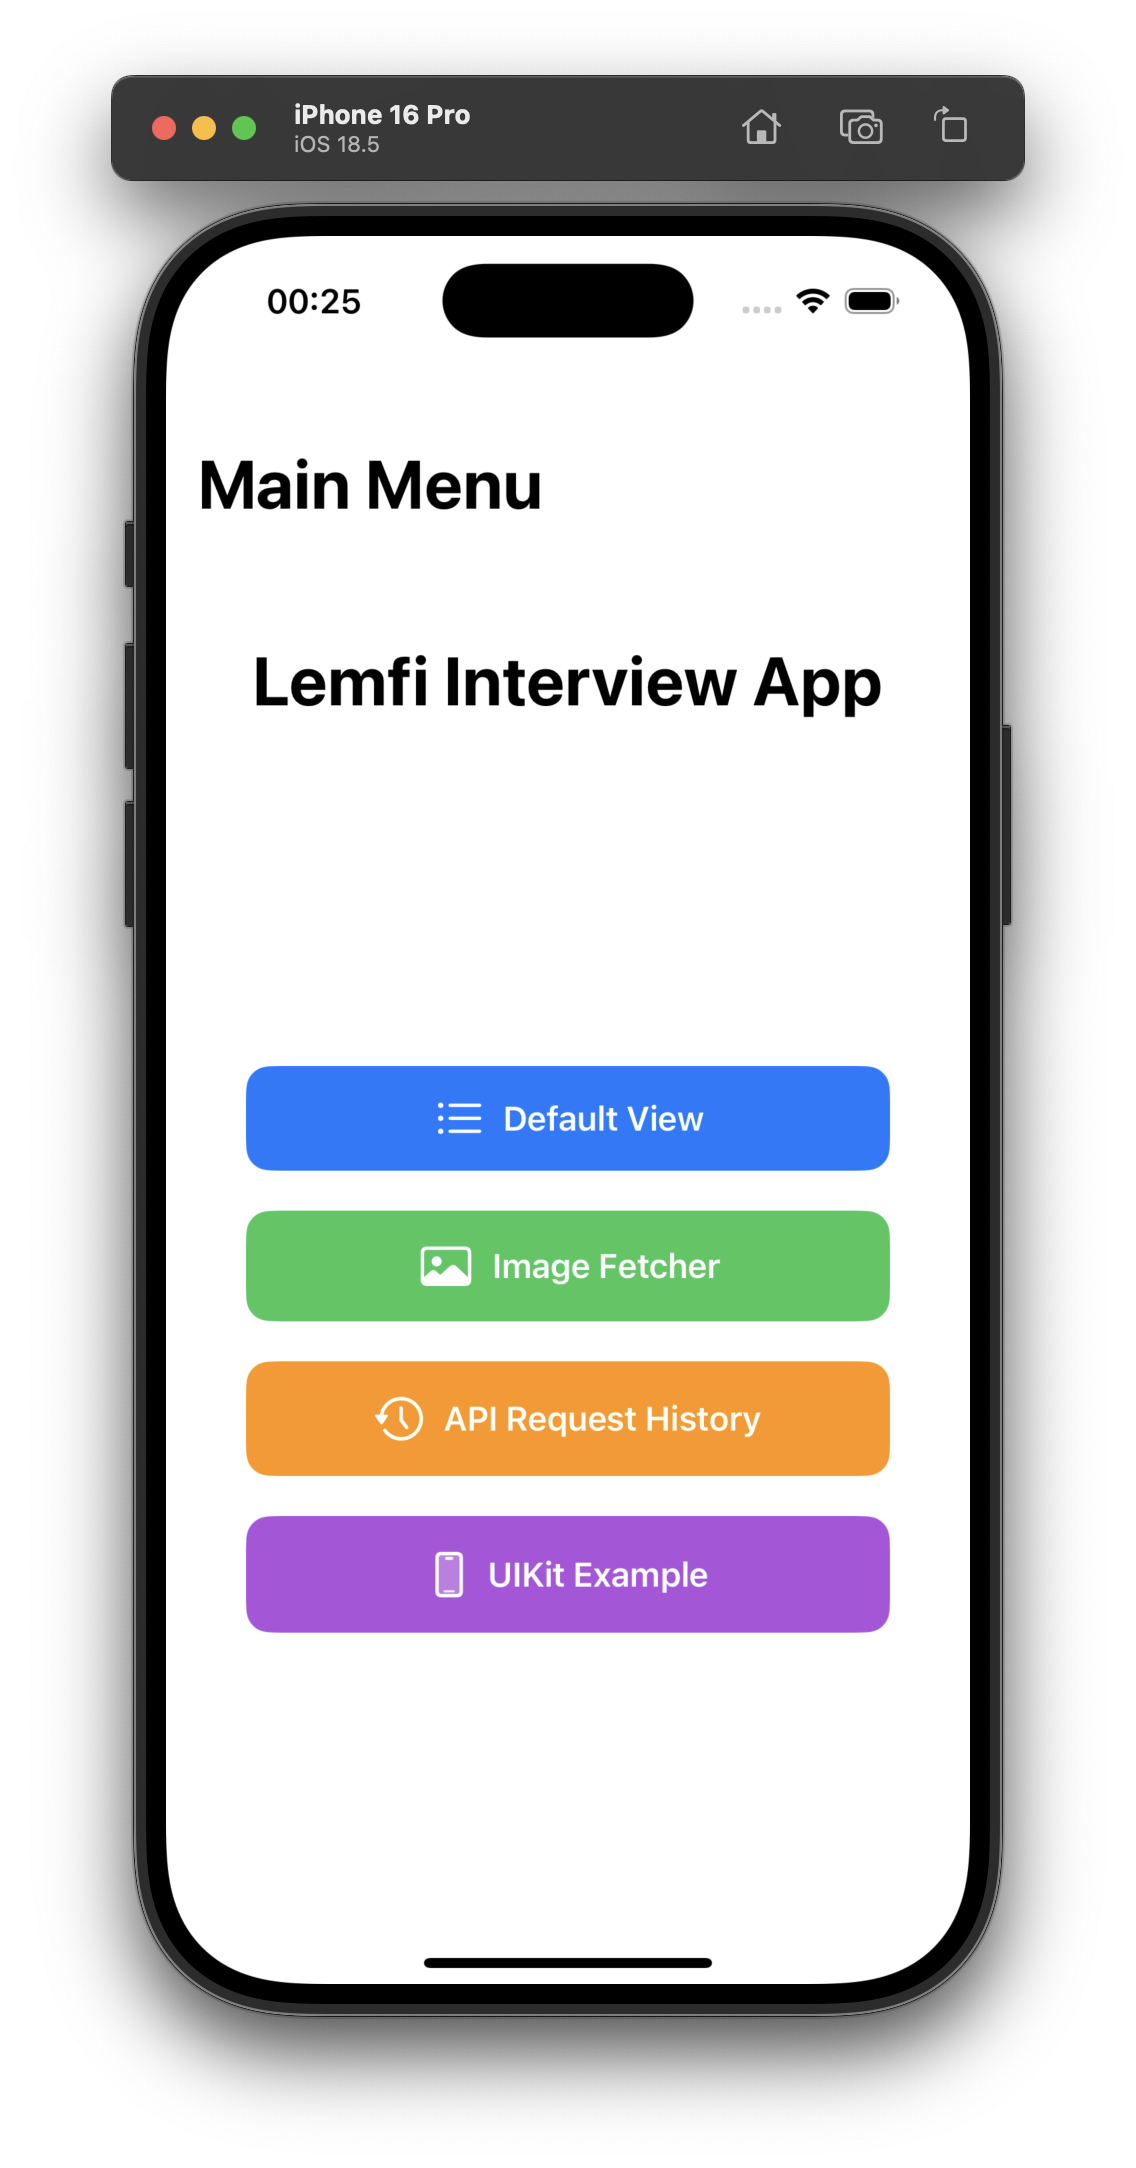 iPhone 16 Pro
iOS 18.5
00:25
Main Menu
Lemfi Interview App
Default View
Image Fetcher
API Request History
UIKit Example